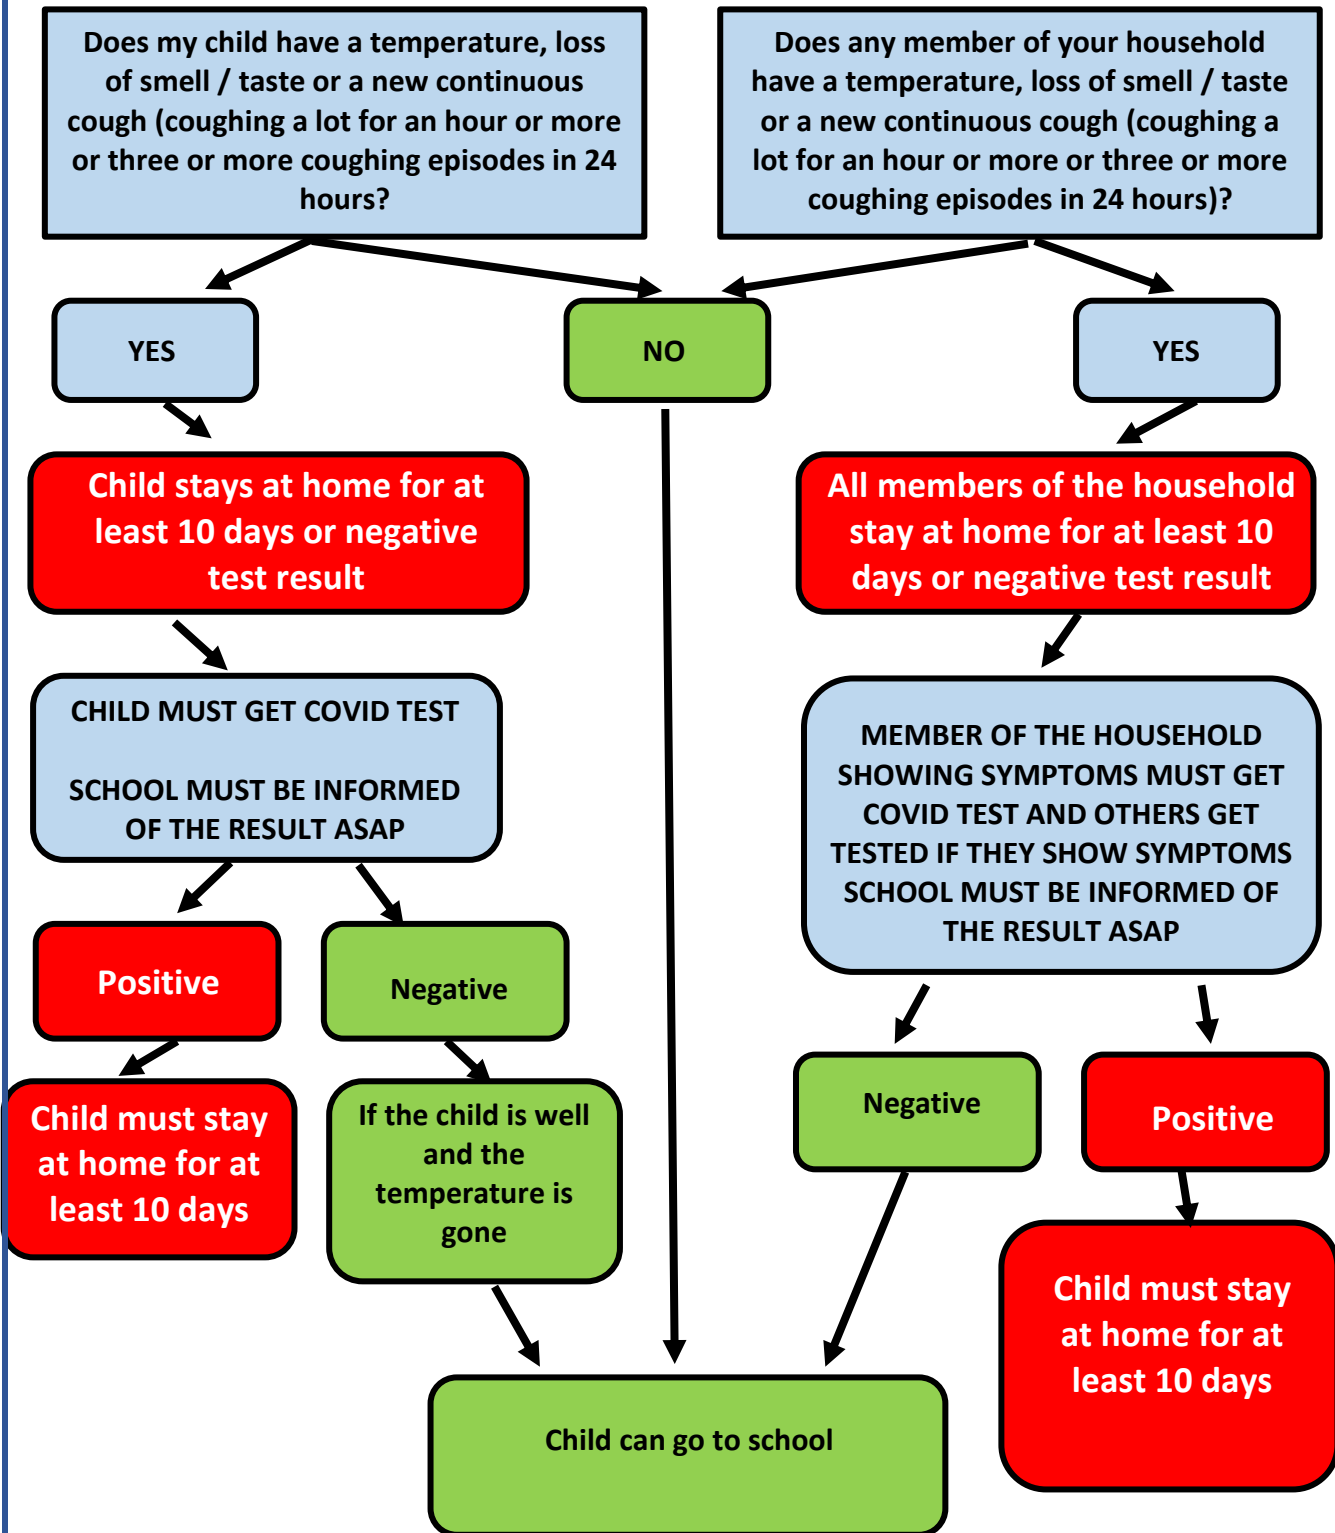 Does my child have a temperature, loss
of smell / taste or a new continuous
cough (coughing a lot for an hour or more
or three or more coughing episodes in 24
hours?
Does any member of your household
have a temperature, loss of smell / taste
or a new continuous cough (coughing a
lot for an hour or more or three or more
coughing episodes in 24 hours)?
YES
NO
YES
Child stays at home for at
least 10 days or negative
test result
All members of the household
stay at home for at least 10
days or negative test result
CHILD MUST GET COVID TEST
SCHOOL MUST BE INFORMED
OF THE RESULT ASAP
MEMBER OF THE HOUSEHOLD
SHOWING SYMPTOMS MUST GET
COVID TEST AND OTHERS GET
TESTED IF THEY SHOW SYMPTOMS
SCHOOL MUST BE INFORMED OF
THE RESULT ASAP
Positive
Negative
Negative
Positive
Child must stay
at home for at
least 10 days
If the child is well
and the
temperature is
gone
Child must stay
at home for at
least 10 days
Child can go to school